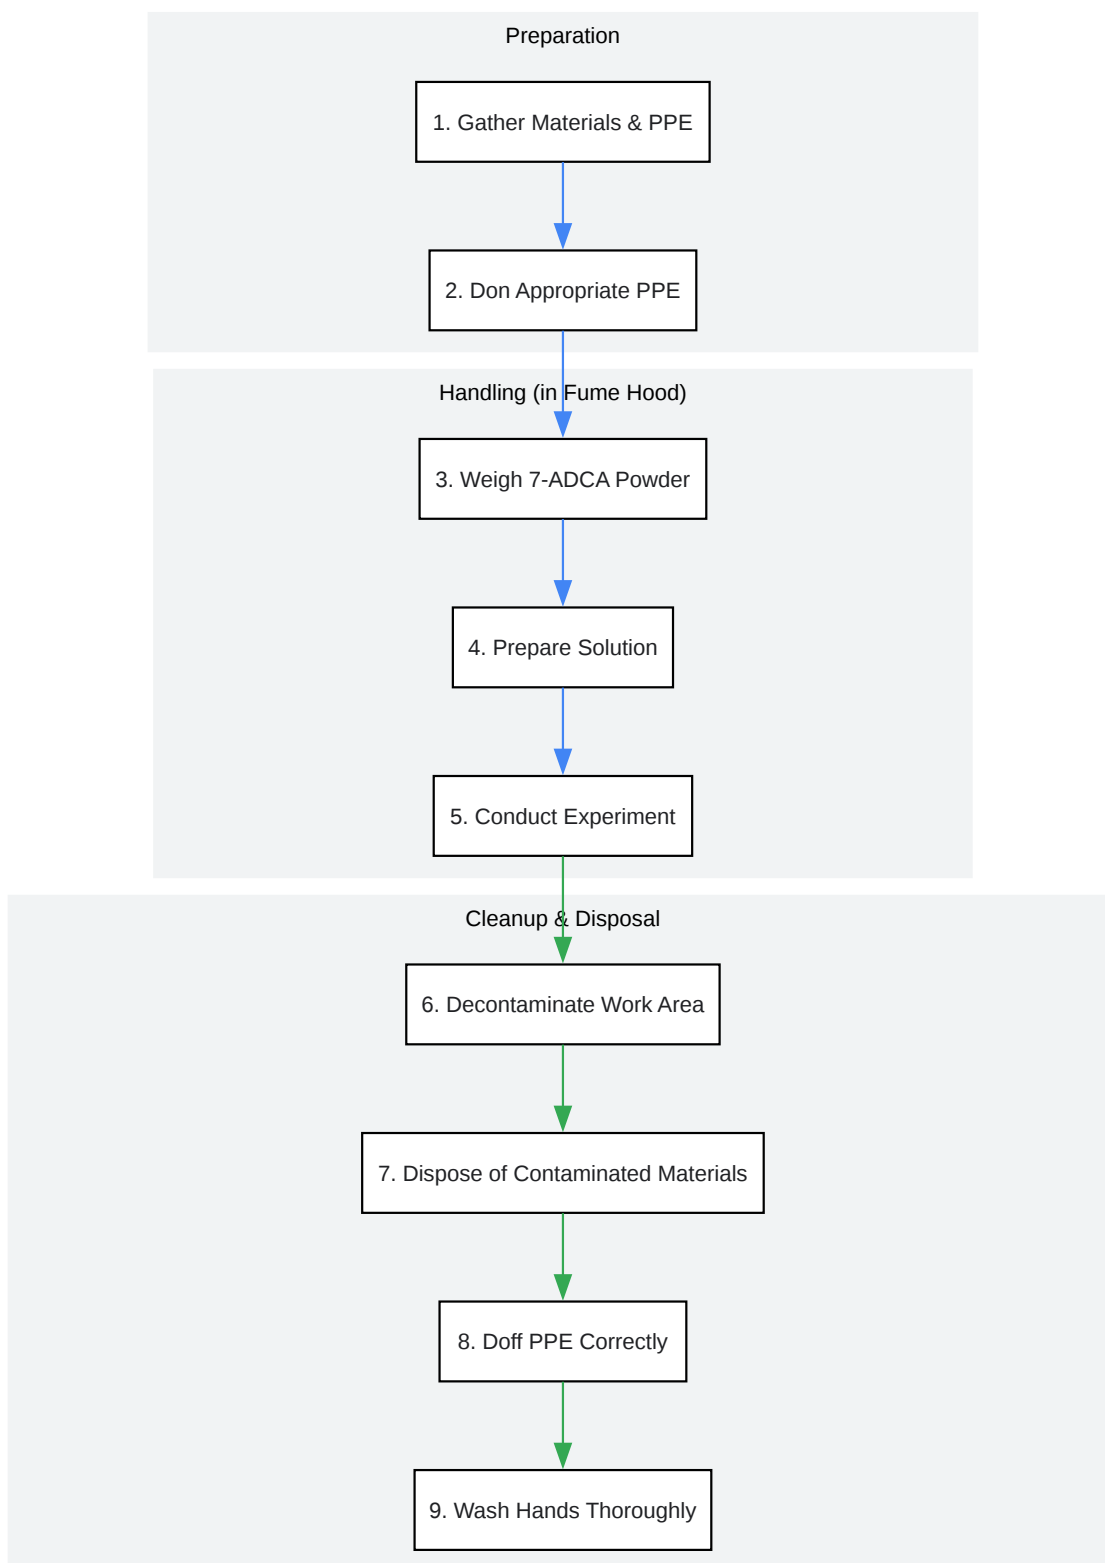 Preparation
1. Gather Materials & PPE
2. Don Appropriate PPE
Handling (in Fume Hood)
3. Weigh 7-ADCA Powder
4. Prepare Solution
5. Conduct Experiment
Cleanup & Disposal
6. Decontaminate Work Area
7. Dispose of Contaminated Materials
8. Doff PPE Correctly
9. Wash Hands Thoroughly